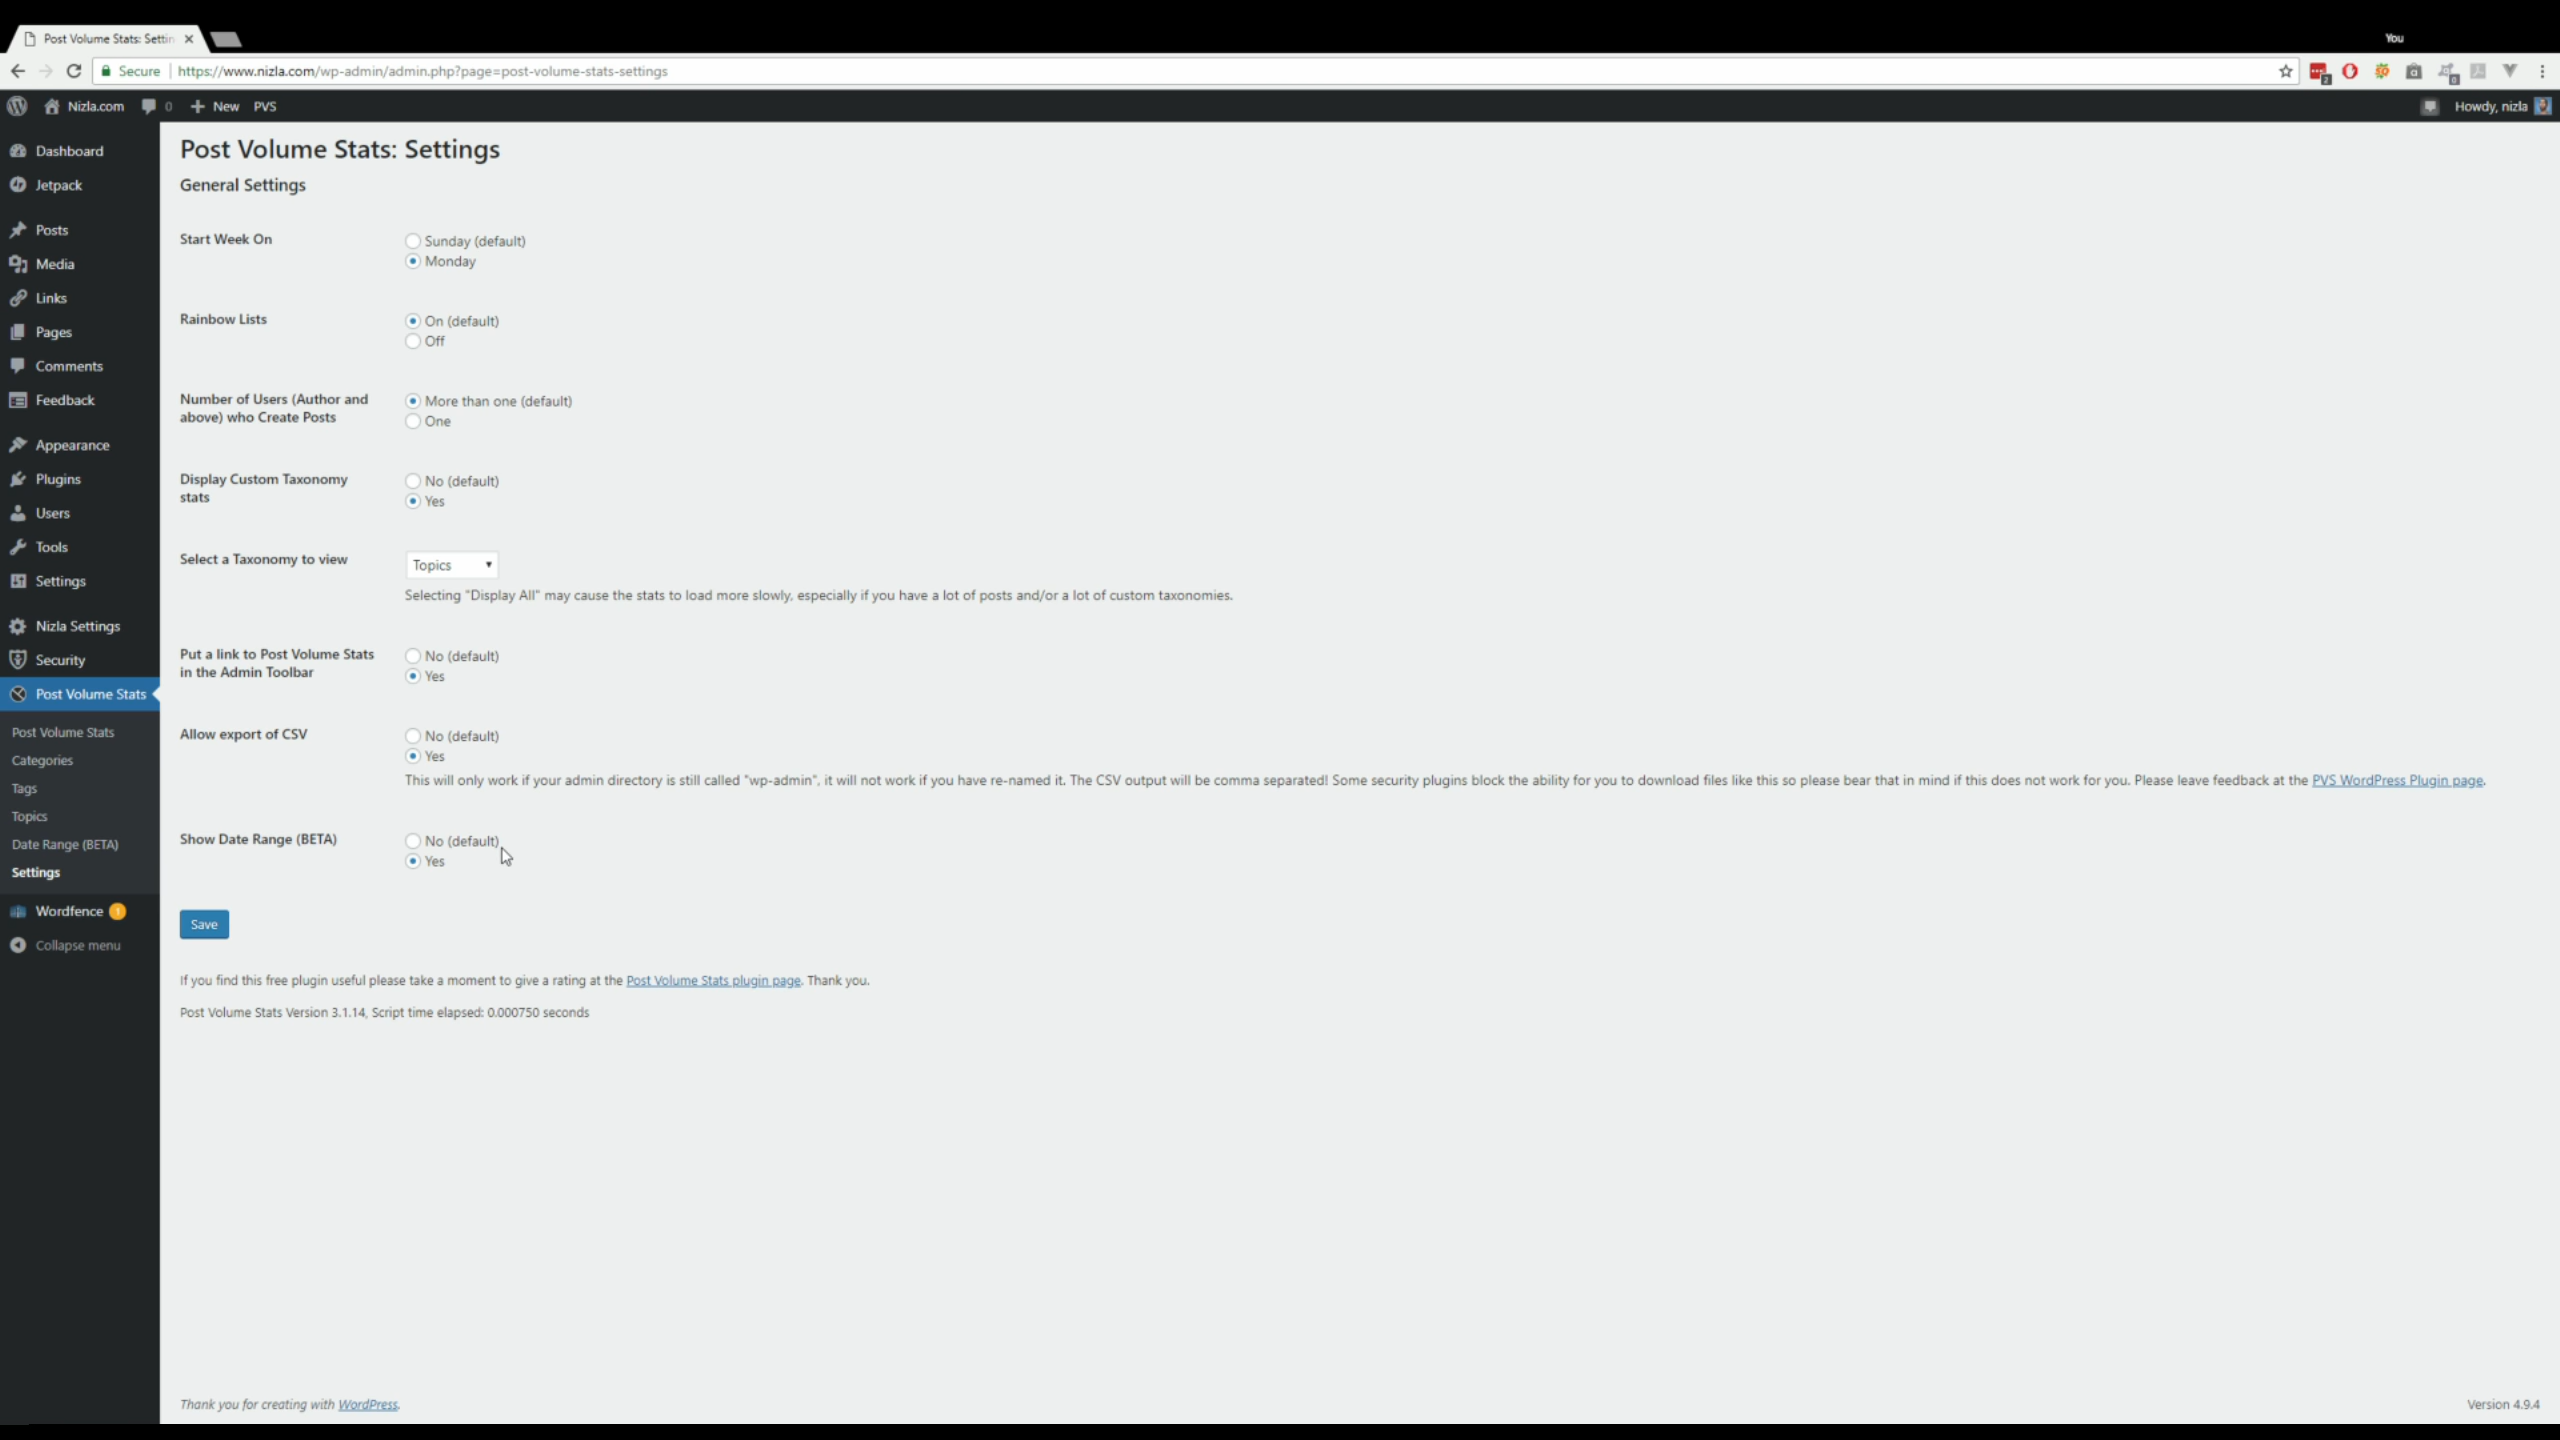 Post Volume Stats: Settin
You
Secure
https://www.nizla.com/wp-admin/admin.php?page=post-volume-stats-settings
2
0
Nizla.com
0
New
PVS
Howdy, nizla
Dashboard
Jetpack
Posts
Media
Links
Pages
Comments
Feedback
Appearance
Plugins
Users
Tools
Settings
Nizla Settings
Security
Post Volume Stats
Post Volume Stats
Categories
Tags
Topics
Date Range (BETA)
Settings
Wordfence 1
Collapse menu
Post Volume Stats: Settings
General Settings
Start Week On
Sunday (default)
Monday
Rainbow Lists
On (default)
Off
Number of Users (Author and
above) who Create Posts
More than one (default)
One
Display Custom Taxonomy
stats
No (default)
Yes
Select a Taxonomy to view
Topics
Selecting "Display All" may cause the stats to load more slowly, especially if you have a lot of posts and/or a lot of custom taxonomies.
Put a link to Post Volume Stats
in the Admin Toolbar
No (default)
Yes
Allow export of CSV
No (default)
Yes
This will only work if your admin directory is still called "wp-admin", it will not work if you have re-named it. The CSV output will be comma separated! Some security plugins block the ability for you to download files like this so please bear that in mind if this does not work for you. Please leave feedback at the PVS WordPress Plugin page.
Show Date Range (BETA)
No (default)
Yes
Save
If you find this free plugin useful please take a moment to give a rating at the Post Volume Stats plugin page. Thank you.
Post Volume Stats Version 3.1.14, Script time elapsed: 0.000750 seconds
Thank you for creating with WordPress.
Version 4.9.4